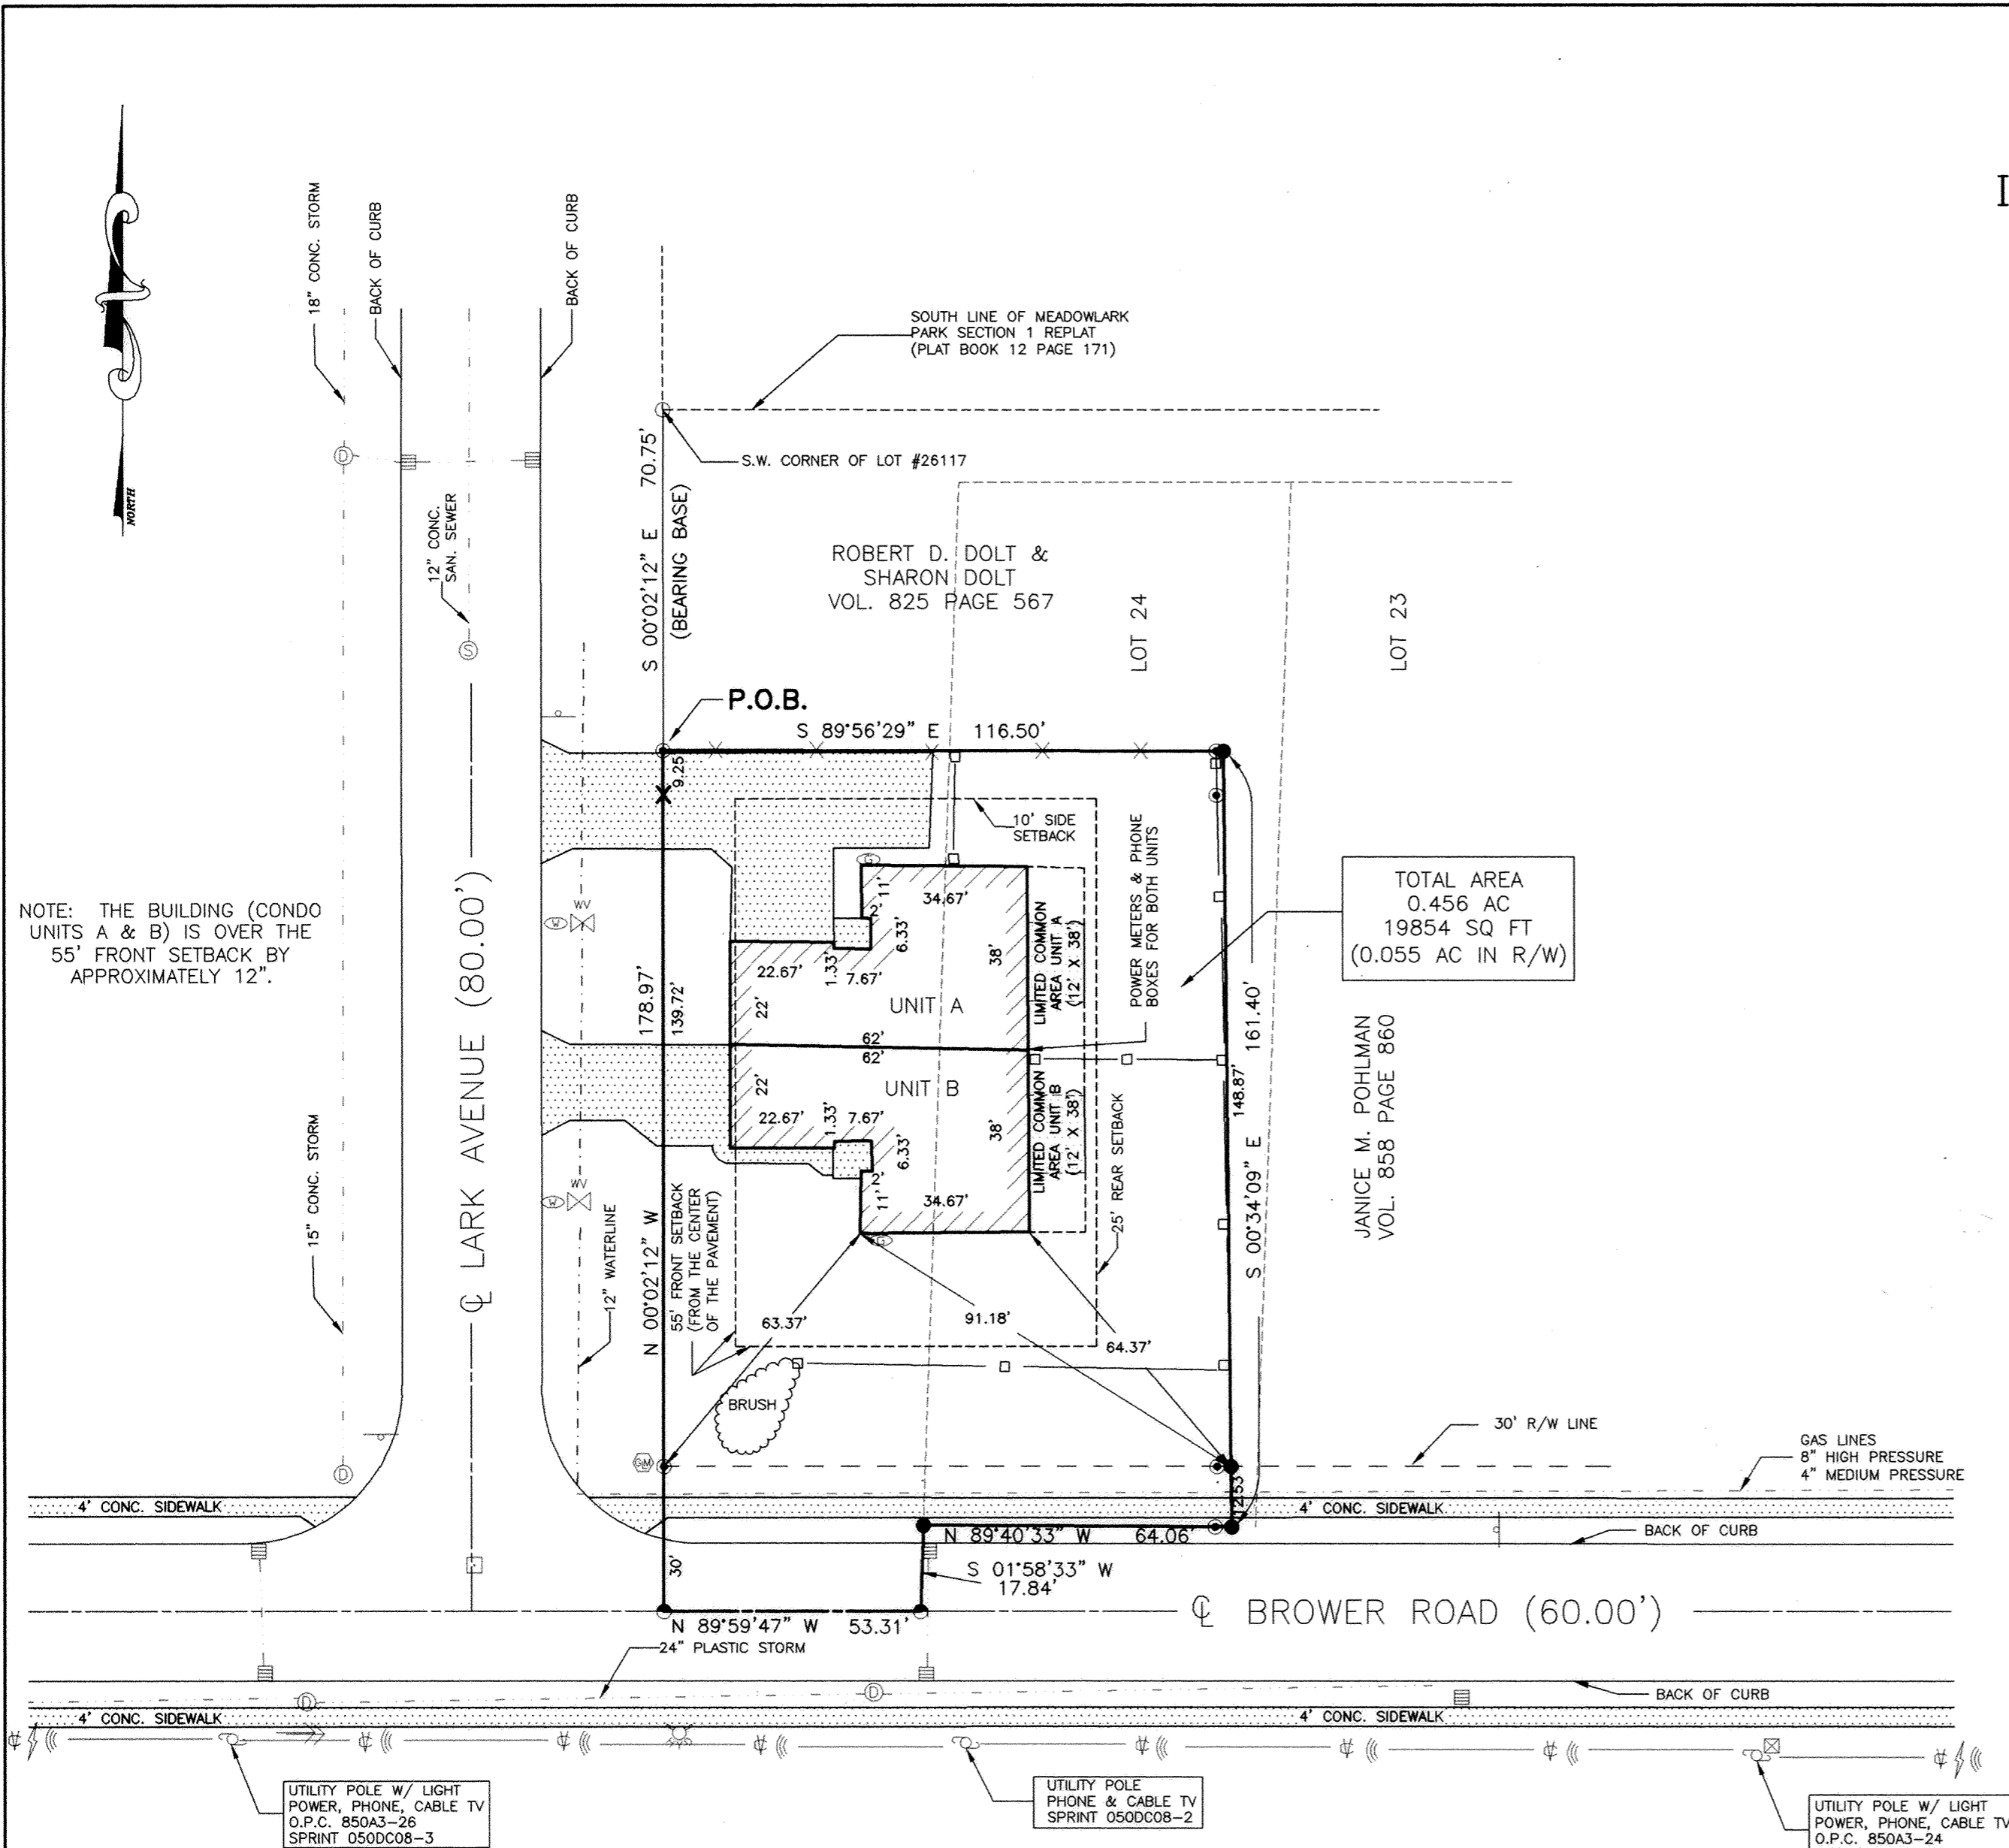 I
NORTH
18" CONC. STORM
BACK OF CURB
BACK OF CURB
SOUTH LINE OF MEADOWLARK
PARK SECTION 1 REPLAT
(PLAT BOOK 12 PAGE 171)
S.W. CORNER OF LOT #26117
S 00°02'12" E 70.75'
(BEARING BASE)
12" CONC.
SAN. SEWER
D
S
ROBERT D. DOLT &
SHARON DOLT
VOL. 825 PAGE 567
LOT 24
LOT 23
P.O.B.
S 89°56'29" E 116.50'
9.25'
10' SIDE
SETBACK
POWER METERS & PHONE
BOXES FOR BOTH UNITS
TOTAL AREA
0.456 AC
19854 SQ FT
(0.055 AC IN R/W)
NOTE: THE BUILDING (CONDO
UNITS A & B) IS OVER THE
55' FRONT SETBACK BY
APPROXIMATELY 12".
WV
W
G
11'
34.67'
2'
6.33'
38'
22.67'
1.33'
7.67'
22'
UNIT A
62'
LIMITED COMMON
AREA UNIT A
(12' X 38')
62'
UNIT B
22'
22.67'
1.33'
7.67'
6.33'
38'
2'
11'
34.67'
G
LIMITED COMMON
AREA UNIT B
(12' X 38')
178.97'
139.72'
N 00°02'12" W
℄ LARK AVENUE (80.00')
15" CONC. STORM
WV
W
12" WATERLINE
55' FRONT SETBACK
(FROM THE CENTER
OF THE PAVEMENT)
25' REAR SETBACK
148.87'
S 00°34'09" E 161.40'
JANICE M. POHLMAN
VOL. 858 PAGE 860
63.37'
91.18'
64.37'
BRUSH
30' R/W LINE
GAS LINES
8" HIGH PRESSURE
4" MEDIUM PRESSURE
GM
D
12.53'
4' CONC. SIDEWALK
4' CONC. SIDEWALK
BACK OF CURB
N 89°40'33" W 64.06'
S 01°58'33" W
17.84'
30'
N 89°59'47" W 53.31'
℄ BROWER ROAD (60.00')
24" PLASTIC STORM
D
D
BACK OF CURB
4' CONC. SIDEWALK
4' CONC. SIDEWALK
UTILITY POLE W/ LIGHT
POWER, PHONE, CABLE TV
O.P.C. 850A3-26
SPRINT 050DC08-3
UTILITY POLE
PHONE & CABLE TV
SPRINT 050DC08-2
UTILITY POLE W/ LIGHT
POWER, PHONE, CABLE TV
O.P.C. 850A3-24